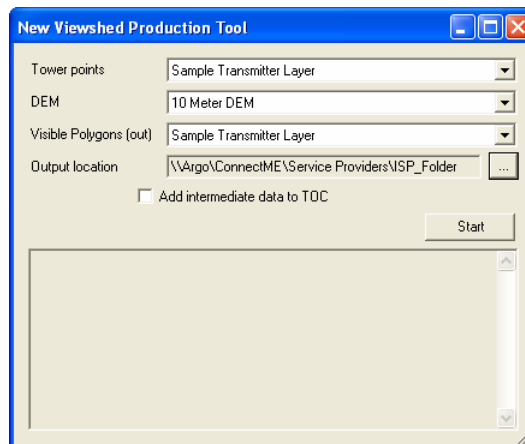 New Viewshed Production Tool
Tower points Sample Transmitter Layer
DEM 10 Meter DEM
Visible Polygons (out) Sample Transmitter Layer
Output location \\Argo\ConnectME\Service Providers\ISP_Folder ...
Add intermediate data to TOC
Start